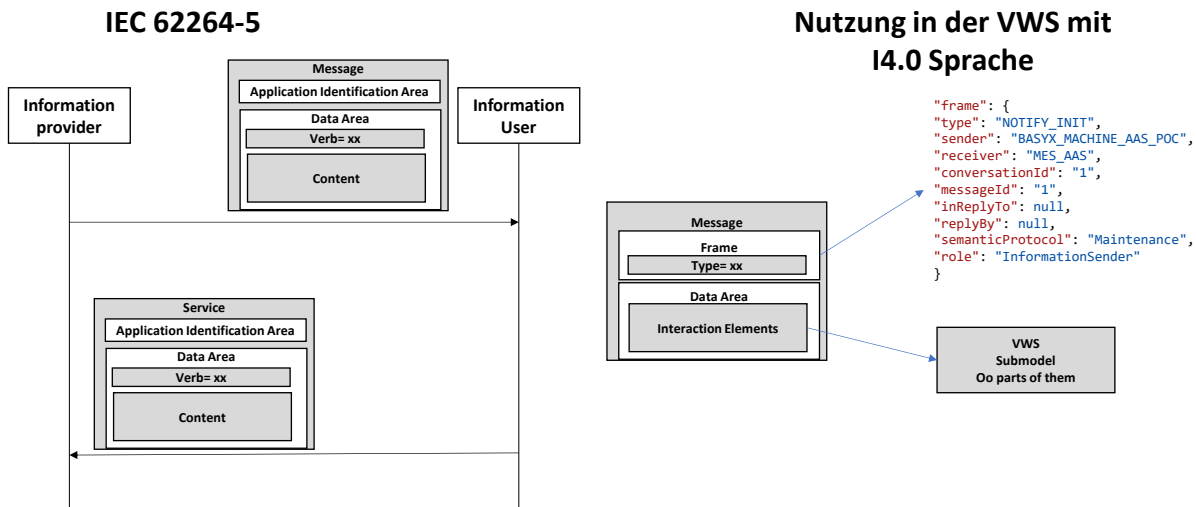 IEC 62264-5
Nutzung in der VWS mit
I4.0 Sprache
Information
provider
Message
Application Identification Area
Data Area
Verb= xx
Content
Information
User
Service
Application Identification Area
Data Area
Verb= xx
Content
"frame": {
"type": "NOTIFY_INIT",
"sender": "BASYX_MACHINE_AAS_POC",
"receiver": "MES_AAS",
"conversationId": "1",
"messageId": "1",
"inReplyTo": null,
"replyBy": null,
"semanticProtocol": "Maintenance",
"role": "InformationSender"
}
Message
Frame
Type= xx
Data Area
Interaction Elements
VWS
Submodel
Oo parts of them